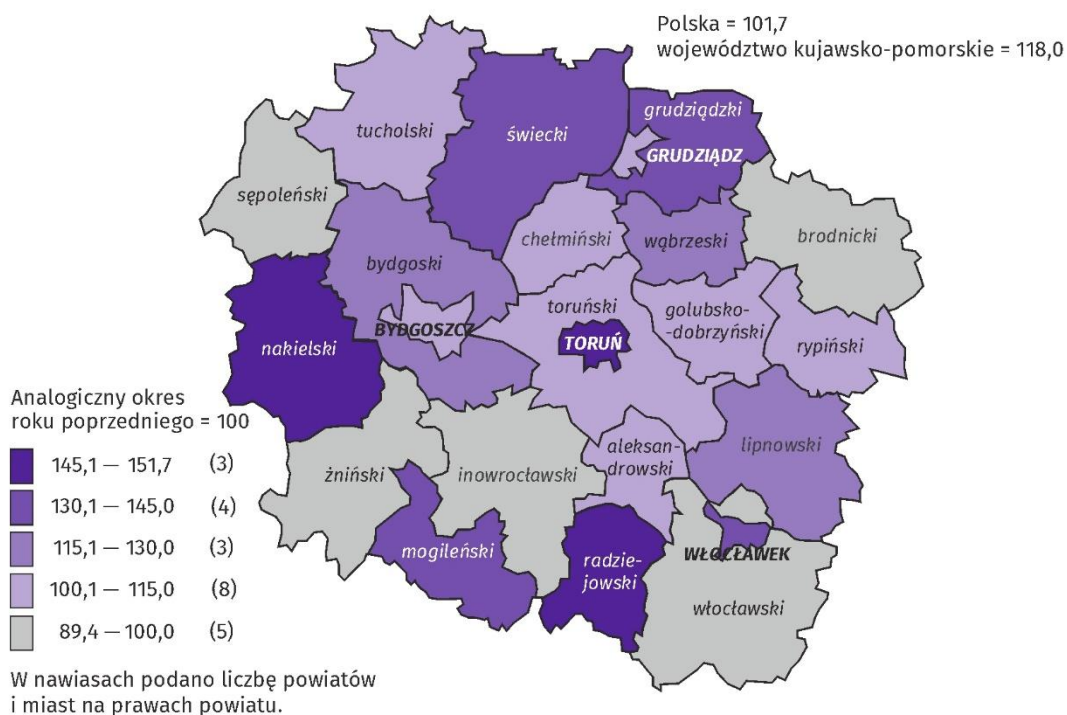 Polska = 101,7
województwo kujawsko-pomorskie = 118,0
grudziądzki
tucholski
świecki
GRUDZIĄDZ
sępoleński
chełmiński
wąbrzeski
brodnicki
bydgoski
toruński
golubsko-
-dobrzyński
BYDGOSZCZ
TORUŃ
nakielski
rypiński
Analogiczny okres
roku poprzedniego = 100
aleksan-
drowski
lipnowski
145,1 — 151,7 (3)
żniński
inowrocławski
130,1 — 145,0 (4)
115,1 — 130,0 (3)
mogileński
radzie-
jowski
WŁOCŁAWEK
100,1 — 115,0 (8)
włocławski
89,4 — 100,0 (5)
W nawiasach podano liczbę powiatów
i miast na prawach powiatu.